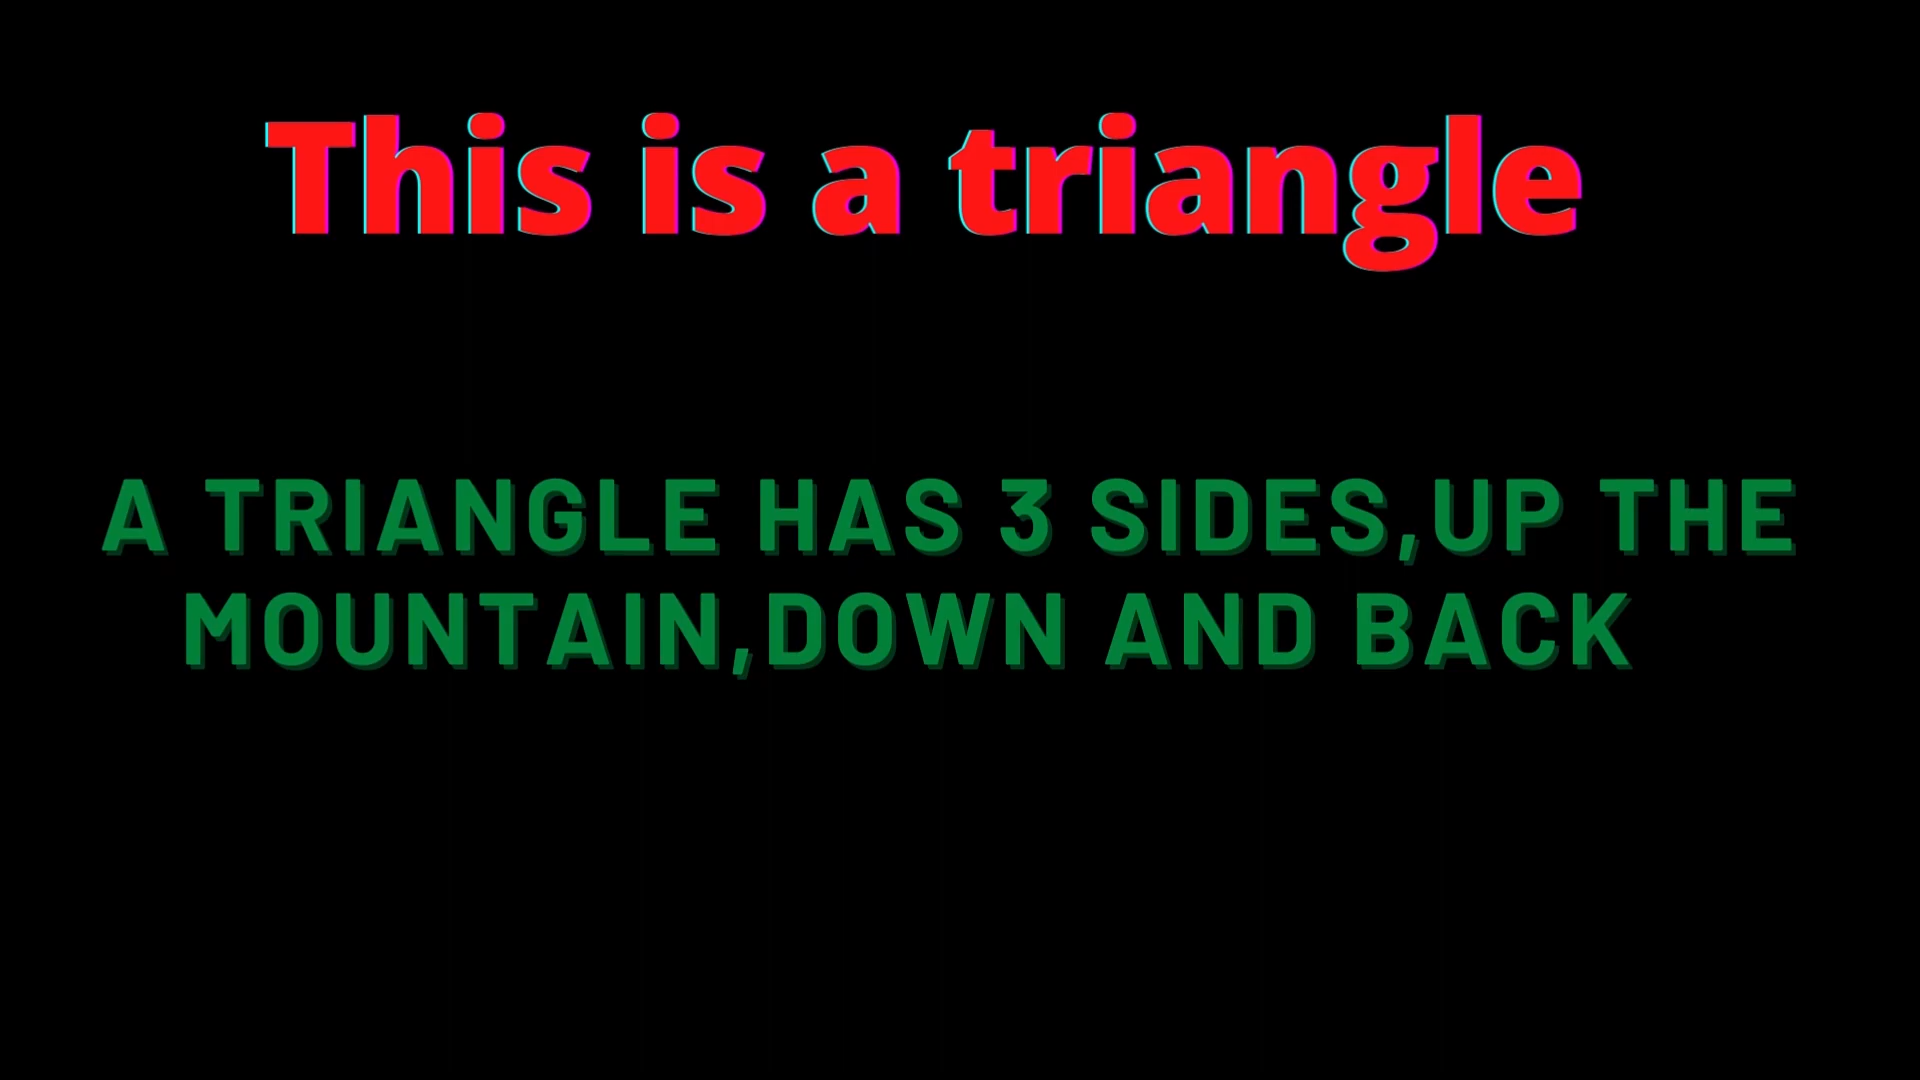 This is a triangle
A TRIANGLE HAS 3 SIDES,UP THE
MOUNTAIN,DOWN AND BACK